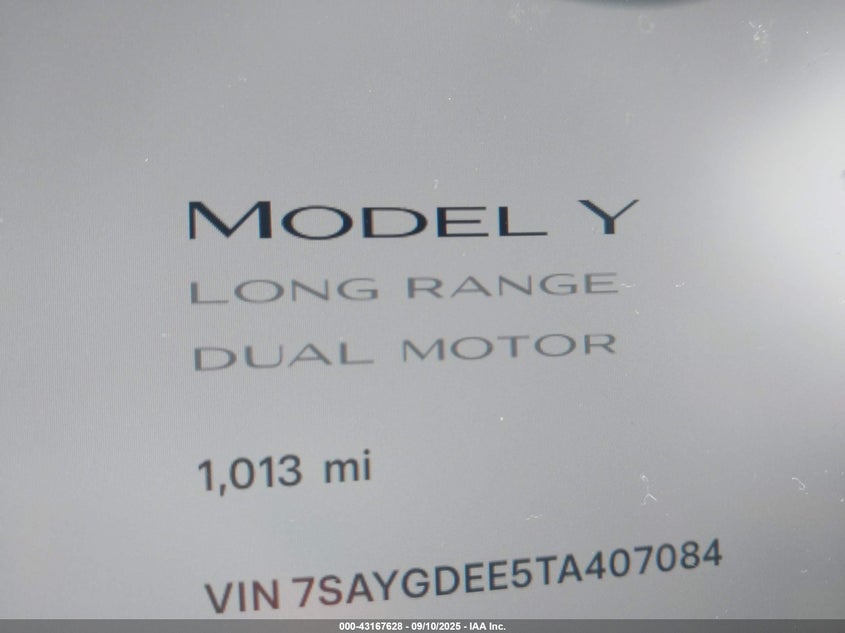 MODEL Y
LONG RANGE
DUAL MOTOR
1,013 mi
VIN 7SAYGDEE5TA407084
000-43167628 - 09/10/2025 - IAA Inc.